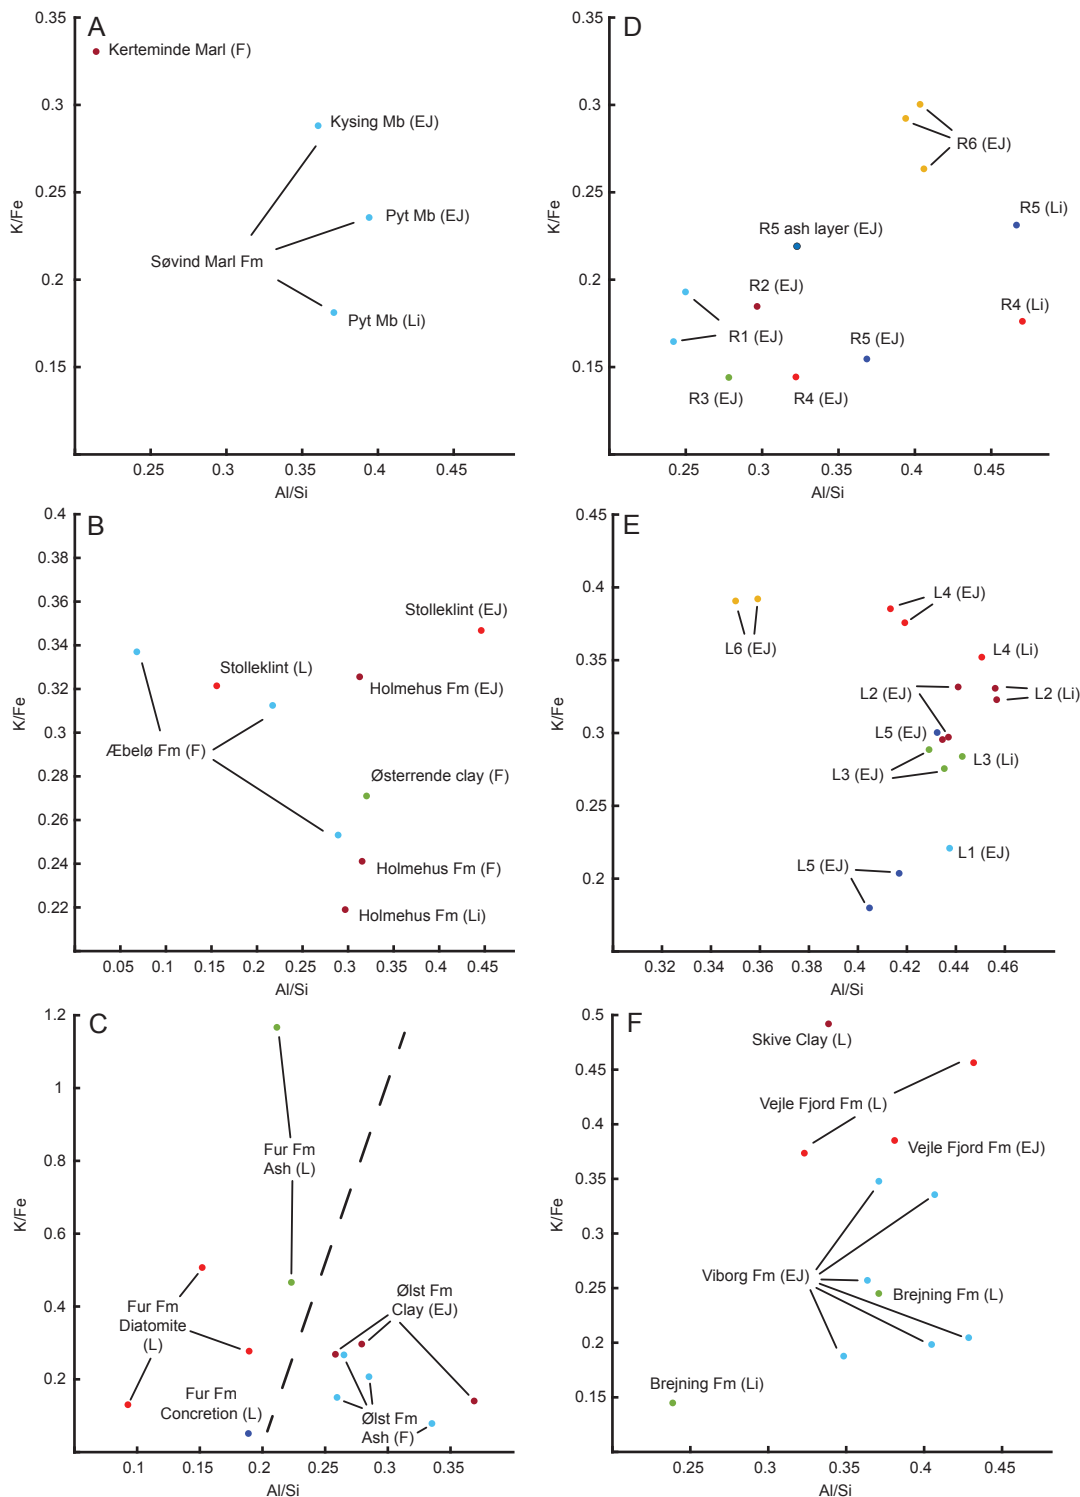 A
0.35
0.3
0.25
0.2
0.15
K/Fe
Kerteminde Marl (F)
Kysing Mb (EJ)
Pyt Mb (EJ)
Søvind Marl Fm
Pyt Mb (Li)
0.25
0.3
0.35
0.4
0.45
Al/Si
D
0.35
0.3
0.25
0.2
0.15
K/Fe
R6 (EJ)
R5 (Li)
R5 ash layer (EJ)
R2 (EJ)
R4 (Li)
R1 (EJ)
R5 (EJ)
R3 (EJ)
R4 (EJ)
0.25
0.3
0.35
0.4
0.45
Al/Si
B
0.4
0.38
0.36
0.34
0.32
0.3
0.28
0.26
0.24
0.22
K/Fe
Stolleklint (EJ)
Stolleklint (L)
Holmehus Fm (EJ)
Æbelø Fm (F)
Østerrende clay (F)
Holmehus Fm (F)
Holmehus Fm (Li)
0.05
0.1
0.15
0.2
0.25
0.3
0.35
0.4
0.45
Al/Si
E
0.45
0.4
0.35
0.3
0.25
0.2
K/Fe
L4 (EJ)
L6 (EJ)
L4 (Li)
L2 (EJ)
L2 (Li)
L5 (EJ)
L3 (Li)
L3 (EJ)
L1 (EJ)
L5 (EJ)
0.32
0.34
0.36
0.38
0.4
0.42
0.44
0.46
Al/Si
C
1.2
1
0.8
0.6
0.4
0.2
K/Fe
Fur Fm
Ash (L)
Ølst Fm
Clay (EJ)
Fur Fm
Diatomite
(L)
Fur Fm
Concretion (L)
Ølst Fm
Ash (F)
0.1
0.15
0.2
0.25
0.3
0.35
Al/Si
F
0.5
0.45
0.4
0.35
0.3
0.25
0.2
0.15
K/Fe
Skive Clay (L)
Vejle Fjord Fm (L)
Vejle Fjord Fm (EJ)
Viborg Fm (EJ)
Brejning Fm (L)
Brejning Fm (Li)
0.25
0.3
0.35
0.4
0.45
Al/Si